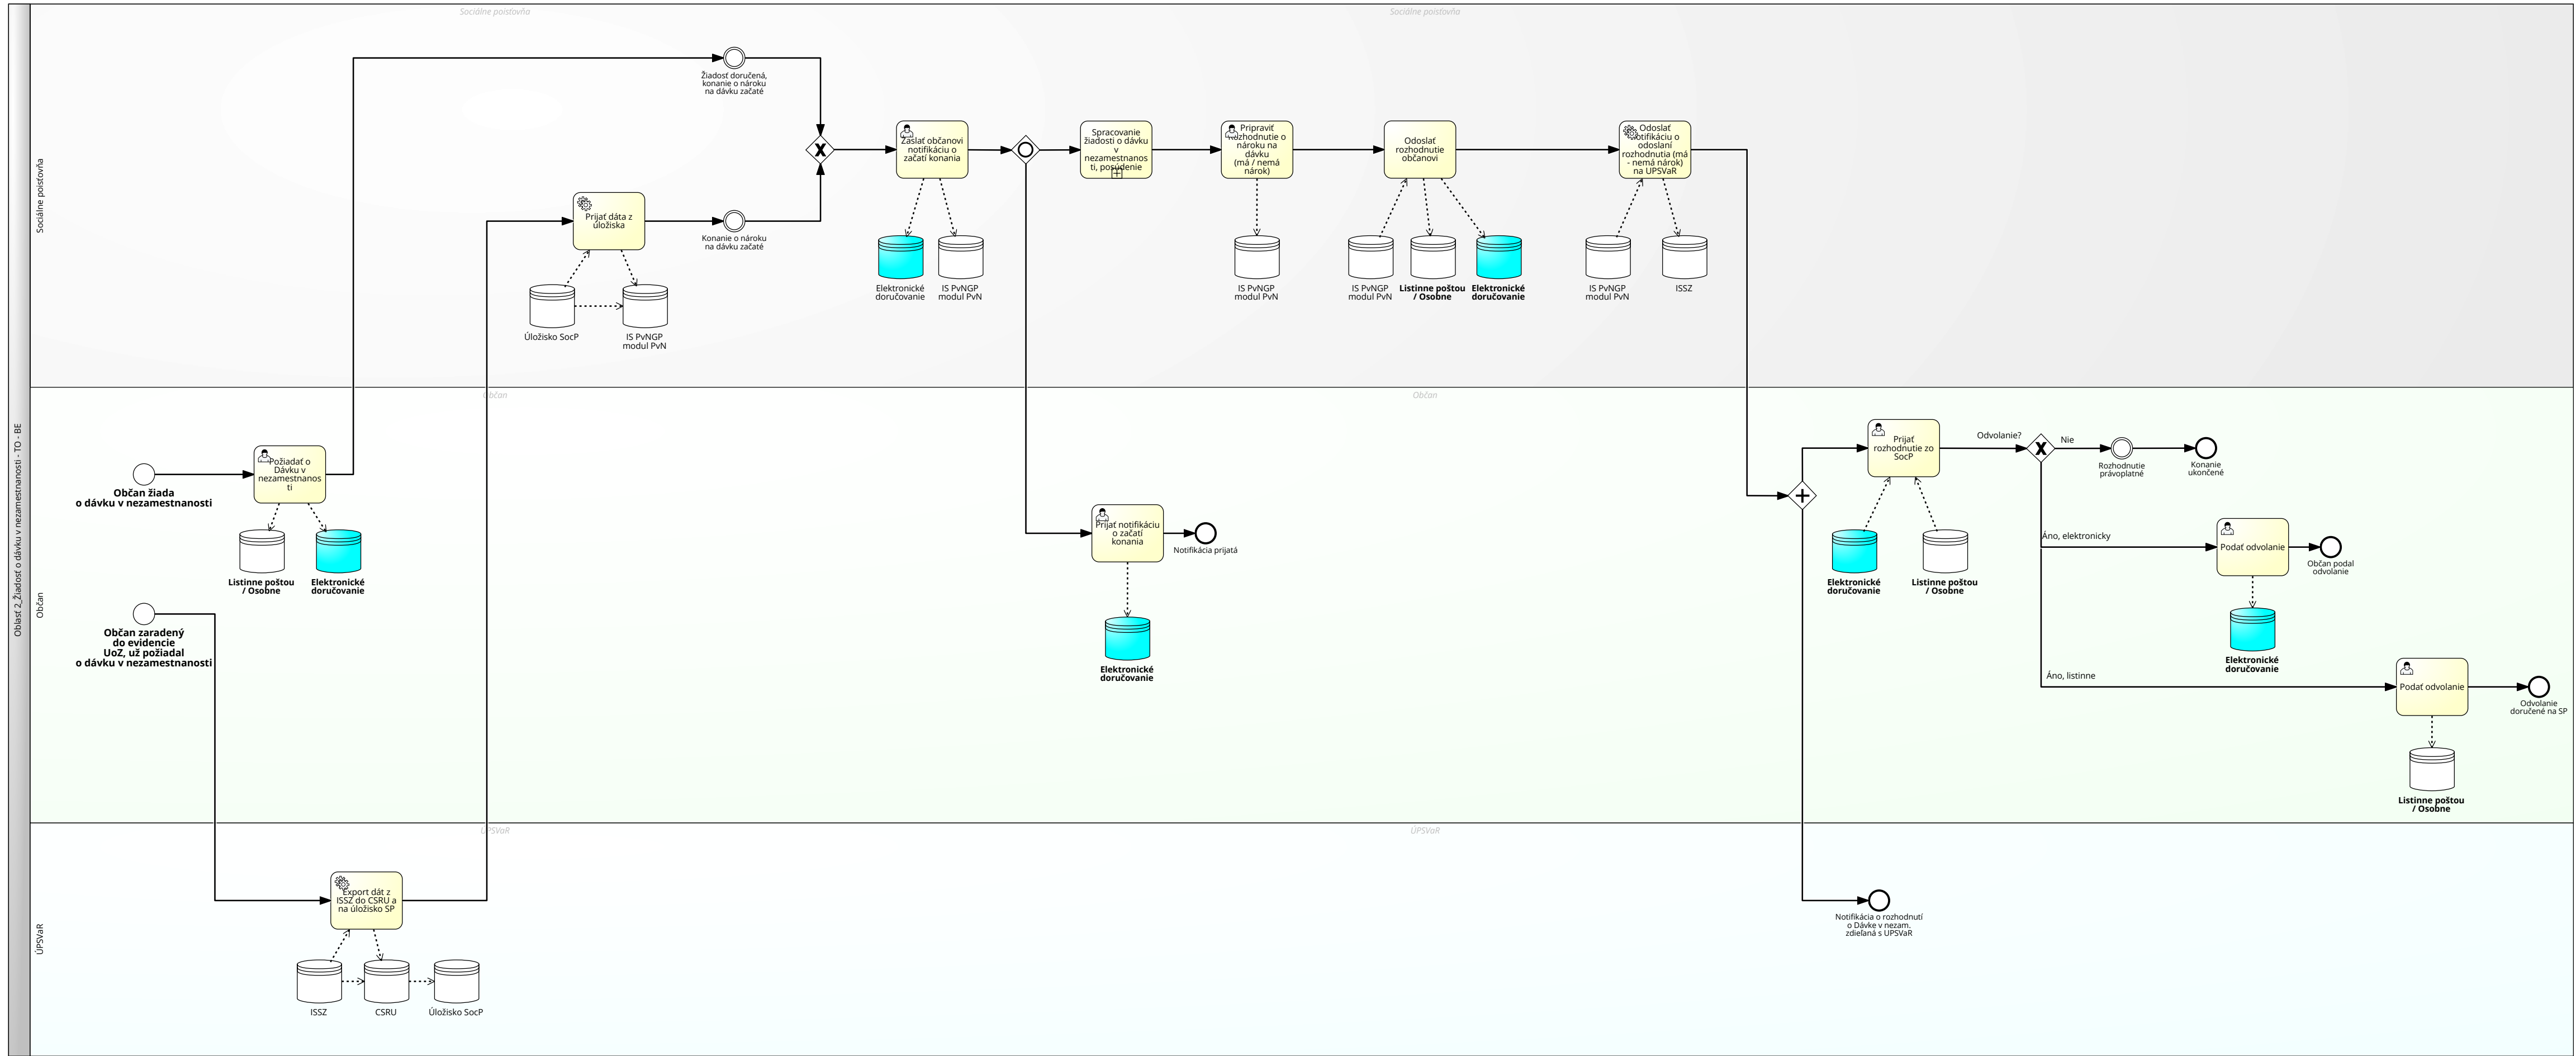 Oblasť 2_Žiadosť o dávku v nezamestnanosti - TO - BE
Sociálne poisťovňa
Sociálne poisťovňa
Sociálne poisťovňa
Žiadosť doručená,
konanie o nároku
na dávku začaté
Prijať dáta z
úložiska
Konanie o nároku
na dávku začaté
Úložisko SocP
IS PvNGP
modul PvN
Zaslať občanovi
notifikáciu o
začatí konania
Elektronické
doručovanie
IS PvNGP
modul PvN
Spracovanie
žiadosti o dávku
v
nezamestnanos
ti, posúdenie
Pripraviť
rozhodnutie o
nároku na
dávku
(má / nemá
nárok)
IS PvNGP
modul PvN
Odoslať
rozhodnutie
občanovi
IS PvNGP
modul PvN
Listinne poštou
/ Osobne
Elektronické
doručovanie
Odoslať
notifikáciu o
odoslaní
rozhodnutia (má
- nemá nárok)
na UPSVaR
IS PvNGP
modul PvN
ISSZ
Občan
Občan
Občan
Občan žiada
o dávku v nezamestnanosti
Požiadať o
Dávku v
nezamestnanos
ti
Listinne poštou
/ Osobne
Elektronické
doručovanie
Občan zaradený
do evidencie
UoZ, už požiadal
o dávku v nezamestnanosti
Prijať notifikáciu
o začatí
konania
Notifikácia prijatá
Elektronické
doručovanie
Prijať
rozhodnutie zo
SocP
Elektronické
doručovanie
Listinne poštou
/ Osobne
Odvolanie?
Nie
Rozhodnutie
právoplatné
Konanie
ukončené
Áno, elektronicky
Podať odvolanie
Občan podal
odvolanie
Elektronické
doručovanie
Áno, listinne
Podať odvolanie
Odvolanie
doručené na SP
Listinne poštou
/ Osobne
ÚPSVaR
ÚPSVaR
ÚPSVaR
Export dát z
ISSZ do CSRU a
na úložisko SP
ISSZ
CSRU
Úložisko SocP
Notifikácia o rozhodnutí
o Dávke v nezam.
zdieľaná s UPSVaR